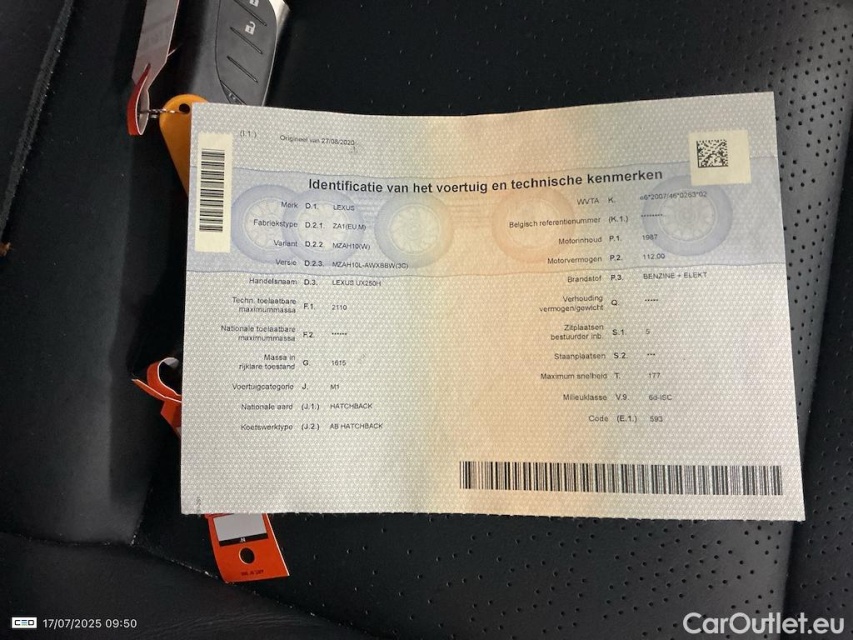 (I.1.) Origineel van 27/08/2020
Identificatie van het voertuig en technische kenmerken
Merk D.1. LEXUS
Fabriekstype D.2.1. ZA1(EU,M)
Variant D.2.2. MZAH10(W)
Versie D.2.3. MZAH10L-AWXBBW(3C)
Handelsnaam D.3. LEXUS UX250H
Techn. toelaatbare
maximummassa F.1. 2110
Nationale toelaatbare
maximummassa F.2. ------
Massa in
rijklare toestand G. 1615
Voertuigcategorie J. M1
Nationale aard (J.1.) HATCHBACK
Koetswerktype (J.2.) AB HATCHBACK
WVTA K. e6*2007/46*0263*02
Belgisch referentienummer (K.1.) --------
Motorinhoud P.1. 1987
Motorvermogen P.2. 112.00
Brandstof P.3. BENZINE + ELEKT
Verhouding
vermogen/gewicht Q. -----
Zitplaatsen
bestuurder inb. S.1. 5
Staanplaatsen S.2. ---
Maximum snelheid T. 177
Milieuklasse V.9. 6d-ISC
Code (E.1.) 593
17/07/2025 09:50
CarOutlet.eu